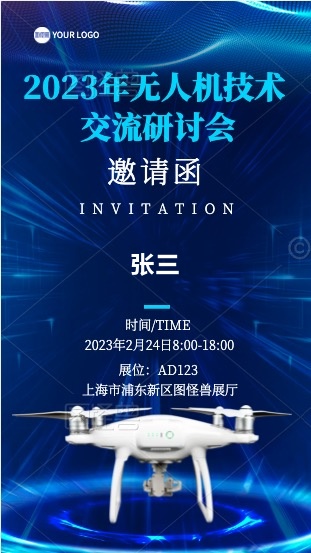 YOUR LOGO
2023年无人机技术
交流研讨会
邀请函
INVITATION
张三
时间/TIME
2023年2月24日8:00-18:00
展位：AD123
上海市浦东新区图怪兽展厅